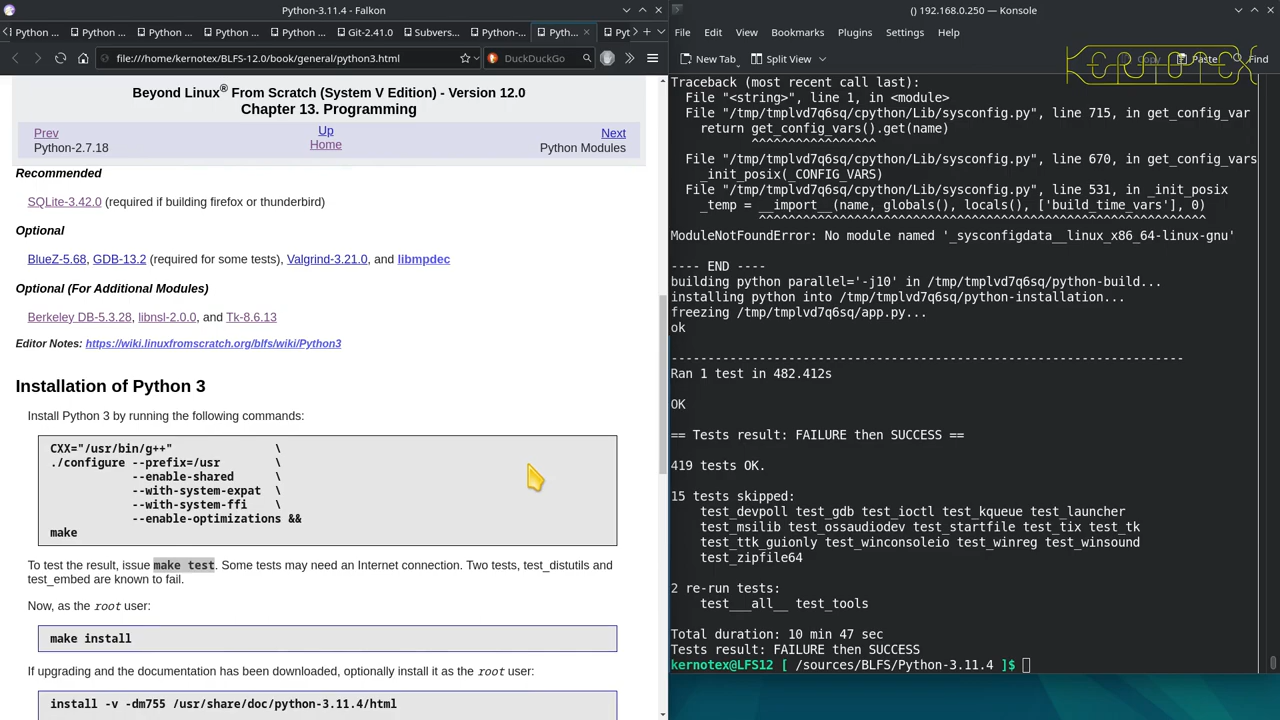 Python-3.11.4 — Falkon
Python ... Python ... Python ... Python ... Python ... Git-2.41.0 Subvers... Python-... Pyth... Pyt
file:///home/kernotex/BLFS-12.0/book/general/python3.html
DuckDuckGo
Beyond Linux® From Scratch (System V Edition) - Version 12.0
Chapter 13. Programming
Prev Up Next
Python-2.7.18 Home Python Modules
Recommended
SQLite-3.42.0 (required if building firefox or thunderbird)
Optional
BlueZ-5.68, GDB-13.2 (required for some tests), Valgrind-3.21.0, and libmpdec
Optional (For Additional Modules)
Berkeley DB-5.3.28, libnsl-2.0.0, and Tk-8.6.13
Editor Notes: https://wiki.linuxfromscratch.org/blfs/wiki/Python3
Installation of Python 3
Install Python 3 by running the following commands:
CXX="/usr/bin/g++" \
./configure --prefix=/usr \
--enable-shared \
--with-system-expat \
--with-system-ffi \
--enable-optimizations &&
make
To test the result, issue make test. Some tests may need an Internet connection. Two tests, test_distutils and
test_embed are known to fail.
Now, as the root user:
make install
If upgrading and the documentation has been downloaded, optionally install it as the root user:
install -v -dm755 /usr/share/doc/python-3.11.4/html
() 192.168.0.250 — Konsole
File Edit View Bookmarks Plugins Settings Help
New Tab Split View Copy Paste Find
KERNOTEX
Traceback (most recent call last):
File "<string>", line 1, in <module>
File "/tmp/tmplvd7q6sq/cpython/Lib/sysconfig.py", line 715, in get_config_var
return get_config_vars().get(name)
^^^^^^^^^^^^^^^^^
File "/tmp/tmplvd7q6sq/cpython/Lib/sysconfig.py", line 670, in get_config_vars
_init_posix(_CONFIG_VARS)
File "/tmp/tmplvd7q6sq/cpython/Lib/sysconfig.py", line 531, in _init_posix
_temp = __import__(name, globals(), locals(), ['build_time_vars'], 0)
^^^^^^^^^^^^^^^^^^^^^^^^^^^^^^^^^^^^^^^^^^^^^^^^^^^^^^^^^^^^^
ModuleNotFoundError: No module named '_sysconfigdata__linux_x86_64-linux-gnu'
---- END ----
building python parallel='-j10' in /tmp/tmplvd7q6sq/python-build...
installing python into /tmp/tmplvd7q6sq/python-installation...
freezing /tmp/tmplvd7q6sq/app.py...
ok
----------------------------------------------------------------------
Ran 1 test in 482.412s
OK
== Tests result: FAILURE then SUCCESS ==
419 tests OK.
15 tests skipped:
test_devpoll test_gdb test_ioctl test_kqueue test_launcher
test_msilib test_ossaudiodev test_startfile test_tix test_tk
test_ttk_guionly test_winconsoleio test_winreg test_winsound
test_zipfile64
2 re-run tests:
test___all__ test_tools
Total duration: 10 min 47 sec
Tests result: FAILURE then SUCCESS
kernotex@LFS12 [ /sources/BLFS/Python-3.11.4 ]$